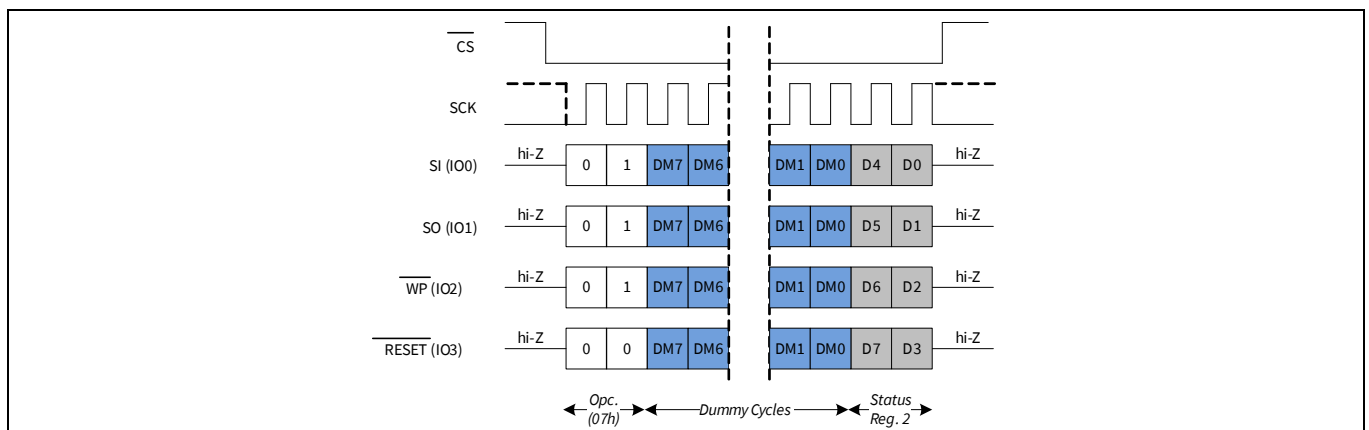 CS
SCK
SI (IO0) hi-Z 0 1 DM7 DM6 DM1 DM0 D4 D0 hi-Z
SO (IO1) hi-Z 0 1 DM7 DM6 DM1 DM0 D5 D1 hi-Z
WP (IO2) hi-Z 0 1 DM7 DM6 DM1 DM0 D6 D2 hi-Z
RESET (IO3) hi-Z 0 0 DM7 DM6 DM1 DM0 D7 D3 hi-Z
Opc. Dummy Cycles Status
(07h) Reg. 2